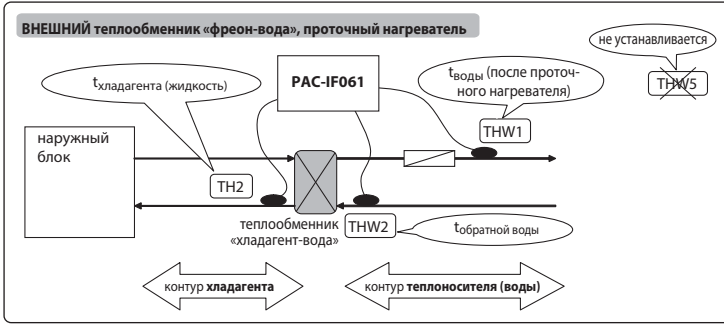 ВНЕШНИЙ теплообменник «фреон-вода», проточный нагреватель
не устанавливается
THW5
tхладагента (жидкость)
PAC-IF061
tводы (после проточ-
ного нагревателя)
THW1
наружный
блок
TH2
теплообменник
«хладагент-вода»
THW2
tобратной воды
контур хладагента
контур теплоносителя (воды)